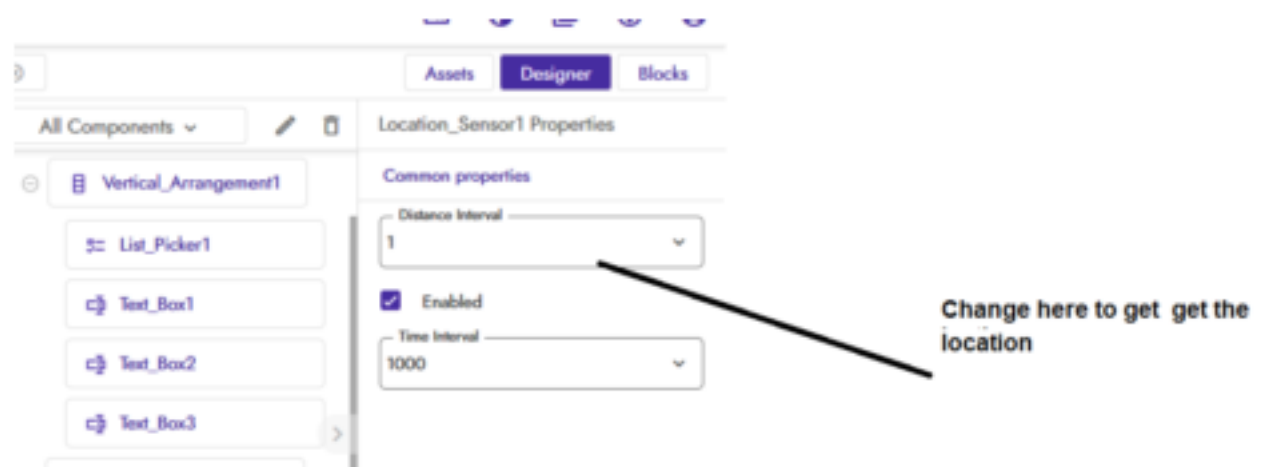 Assets Designer Blocks
All Components Location_Sensor1 Properties
Vertical_Arrangement1 Common properties
Distance Interval
List_Picker1 1
Text_Box1 Enabled
Change here to get get the
location
Time Interval
Text_Box2 1000
Text_Box3